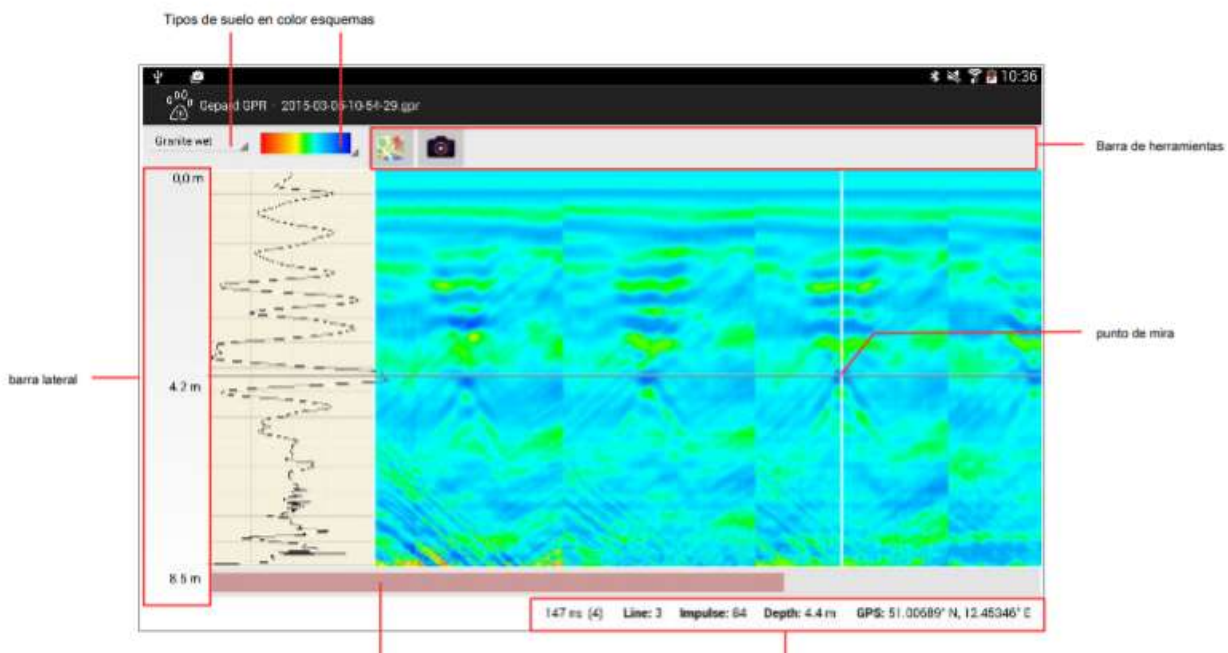 Tipos de suelo en color esquemas
10:36
Gepard GPR - 2015-03-05-10-54-29.gpr
Granite wet
Barra de herramientas
0,0 m
punto de mira
barra lateral
4.2 m
8.5 m
147 ns (4) Line: 3 Impulse: 64 Depth: 4.4 m GPS: 51.00689° N, 12.45346° E